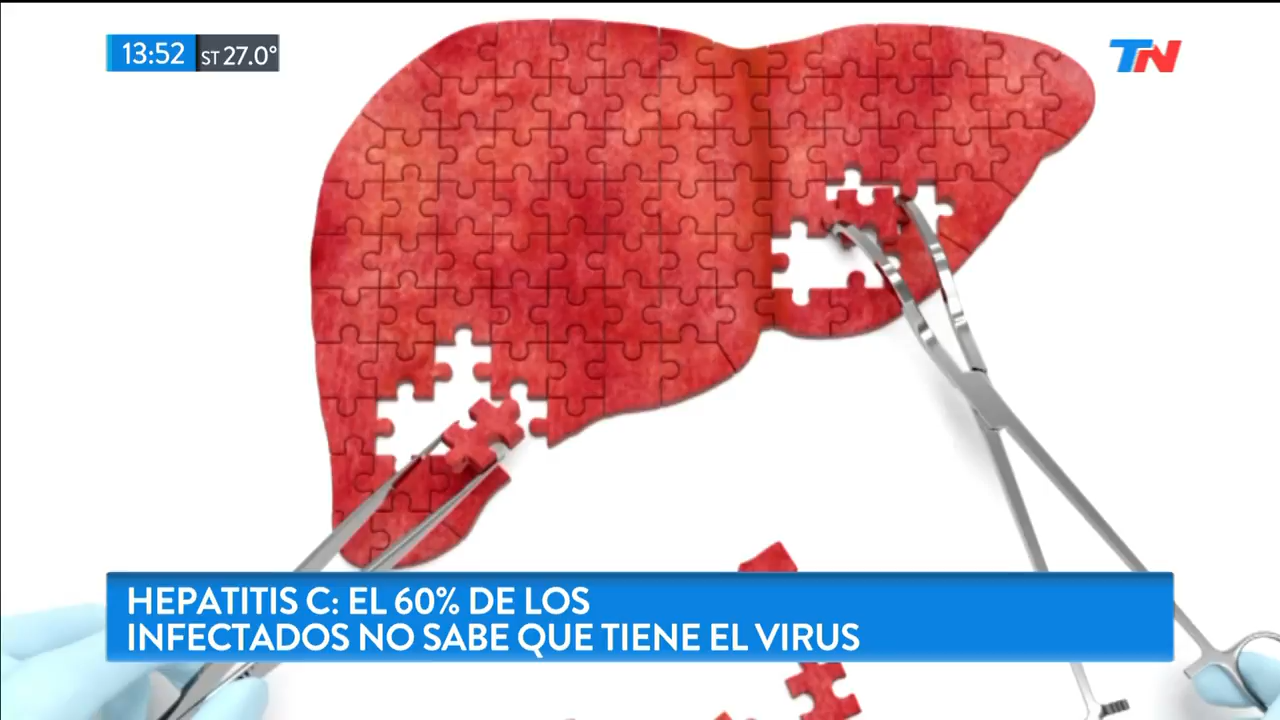 13:52 ST 27.0°
TN
HEPATITIS C: EL 60% DE LOS
INFECTADOS NO SABE QUE TIENE EL VIRUS